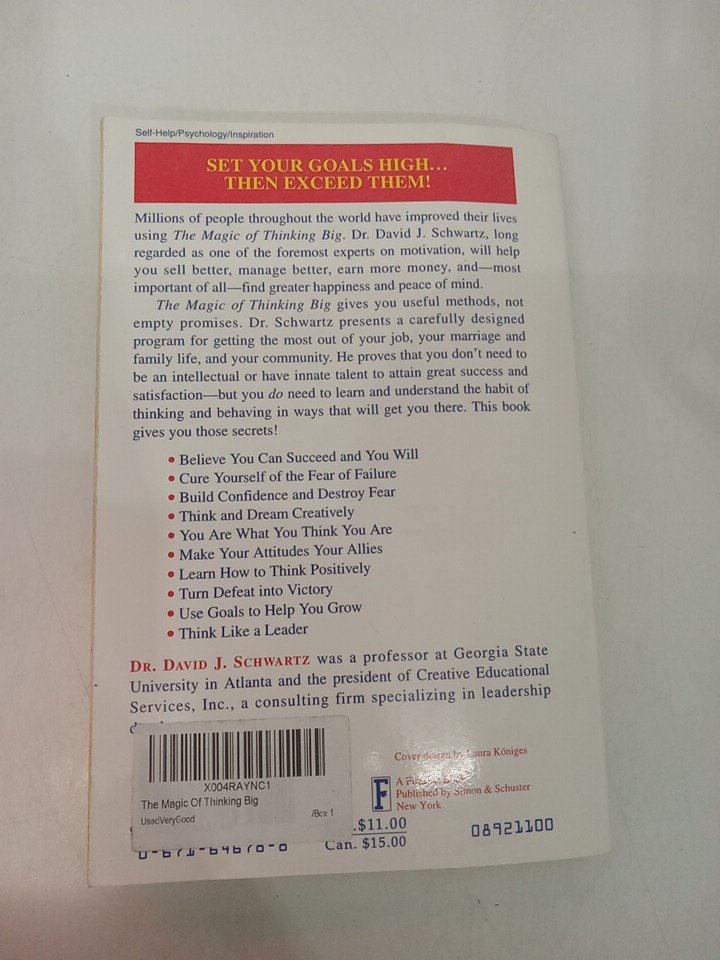 Self-Help/Psychology/Inspiration
SET YOUR GOALS HIGH...
THEN EXCEED THEM!
Millions of people throughout the world have improved their lives
using The Magic of Thinking Big. Dr. David J. Schwartz, long
regarded as one of the foremost experts on motivation, will help
you sell better, manage better, earn more money, and—most
important of all—find greater happiness and peace of mind.
The Magic of Thinking Big gives you useful methods, not
empty promises. Dr. Schwartz presents a carefully designed
program for getting the most out of your job, your marriage and
family life, and your community. He proves that you don't need to
be an intellectual or have innate talent to attain great success and
satisfaction—but you do need to learn and understand the habit of
thinking and behaving in ways that will get you there. This book
gives you those secrets!
• Believe You Can Succeed and You Will
• Cure Yourself of the Fear of Failure
• Build Confidence and Destroy Fear
• Think and Dream Creatively
• You Are What You Think You Are
• Make Your Attitudes Your Allies
• Learn How to Think Positively
• Turn Defeat into Victory
• Use Goals to Help You Grow
• Think Like a Leader
DR. DAVID J. SCHWARTZ was a professor at Georgia State
University in Atlanta and the president of Creative Educational
Services, Inc., a consulting firm specializing in leadership
Cover design by Laura Königes
X004RAYNC1
The Magic Of Thinking Big
Used\VeryGood
/Box 1
F
A
Published by Simon & Schuster
New York
.$11.00
Can. $15.00
08921100